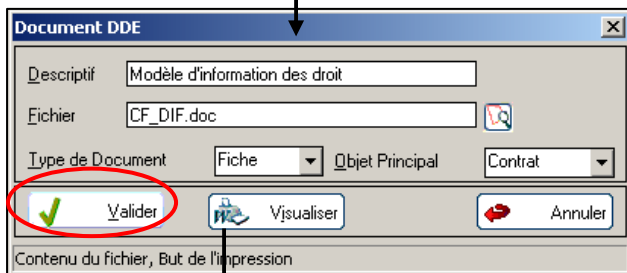 Document DDE
Descriptif Modèle d'information des droit
Fichier CF_DIF.doc
Type de Document Fiche Objet Principal Contrat
Valider Visualiser Annuler
Contenu du fichier, But de l'impression